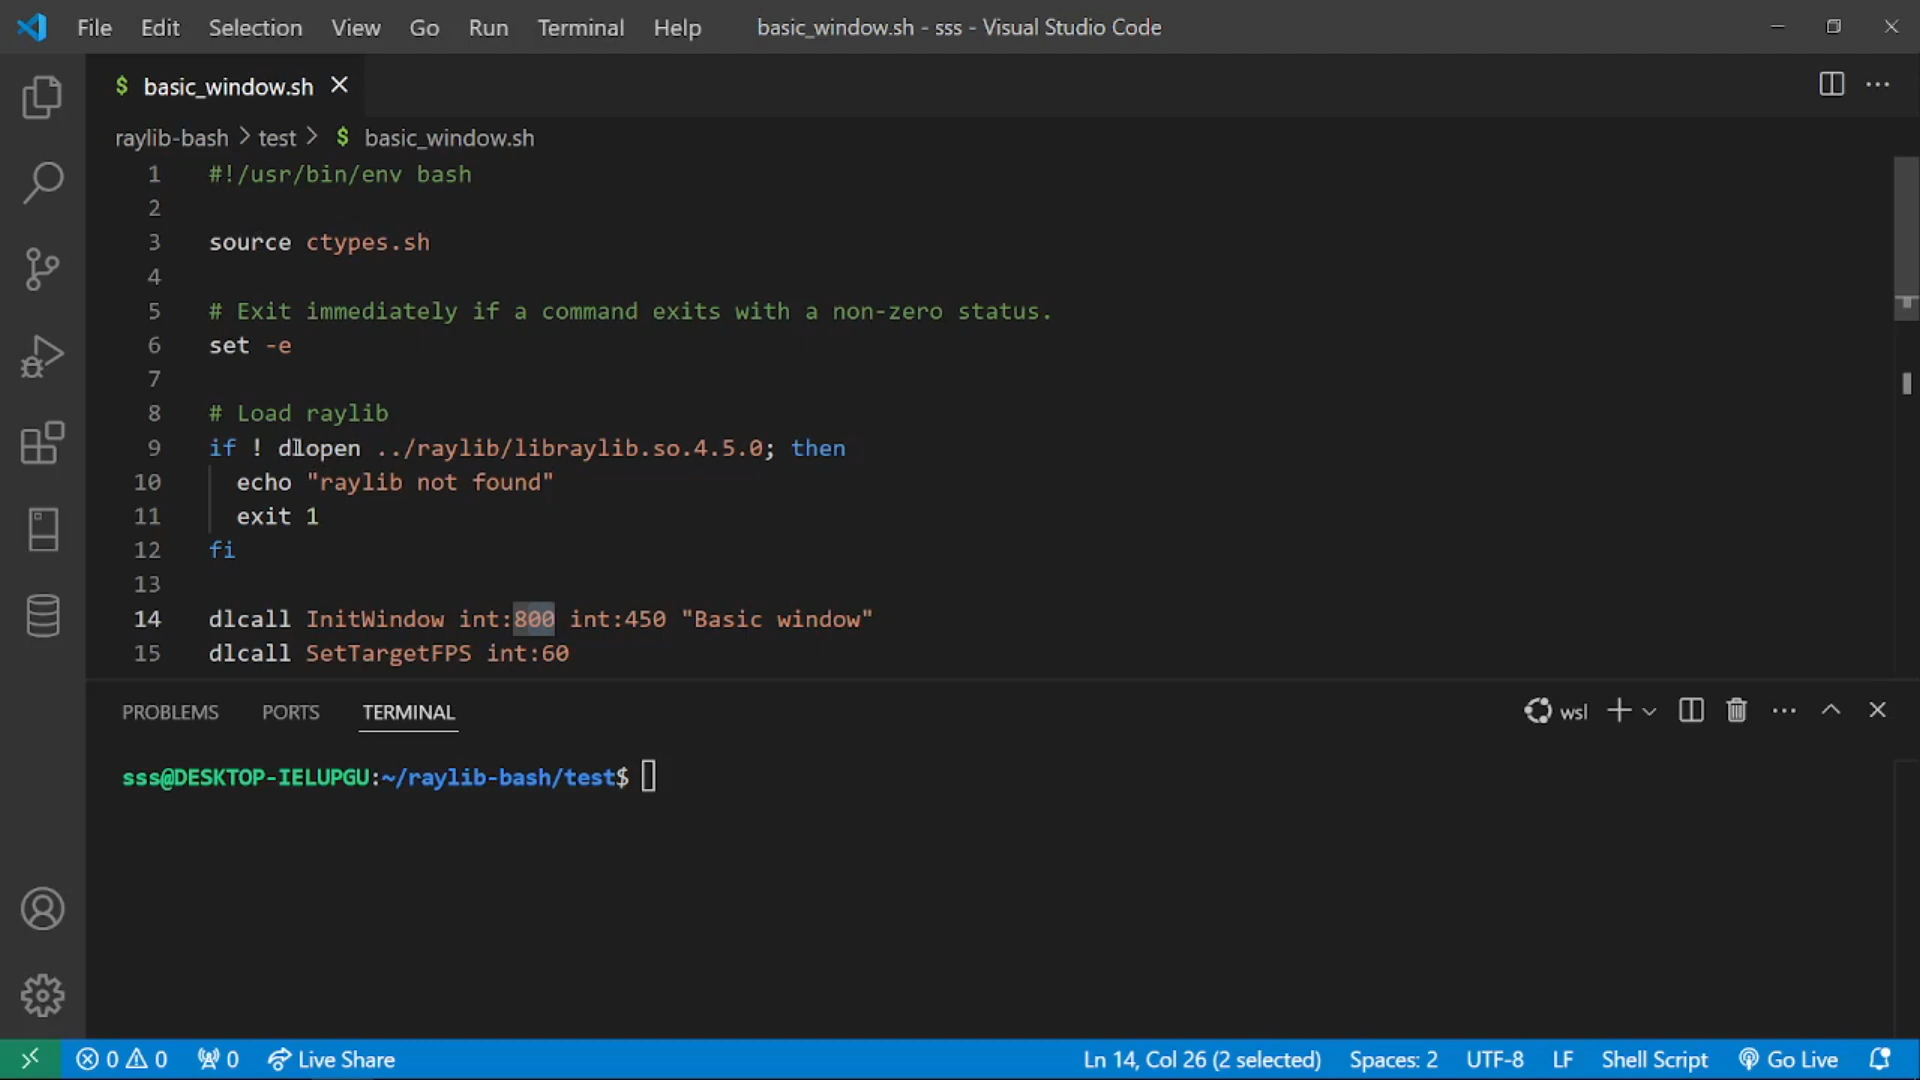 File Edit Selection View Go Run Terminal Help basic_window.sh - sss - Visual Studio Code
$ basic_window.sh
raylib-bash > test > $ basic_window.sh
1 #!/usr/bin/env bash
2
3 source ctypes.sh
4
5 # Exit immediately if a command exits with a non-zero status.
6 set -e
7
8 # Load raylib
9 if ! dlopen ../raylib/libraylib.so.4.5.0; then
10 echo "raylib not found"
11 exit 1
12 fi
13
14 dlcall InitWindow int:800 int:450 "Basic window"
15 dlcall SetTargetFPS int:60
PROBLEMS PORTS TERMINAL wsl
sss@DESKTOP-IELUPGU:~/raylib-bash/test$
0 0 0 Live Share Ln 14, Col 26 (2 selected) Spaces: 2 UTF-8 LF Shell Script Go Live